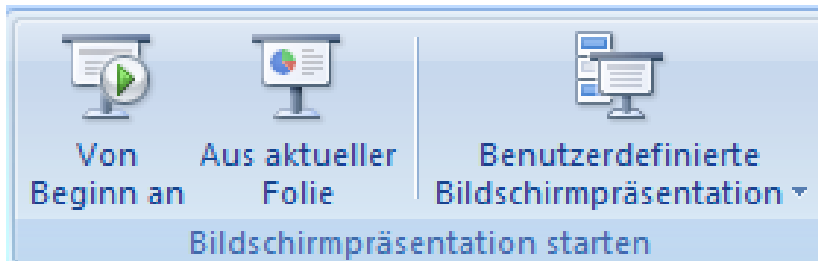 Von
Beginn an
Aus aktueller
Folie
Benutzerdefinierte
Bildschirmpräsentation
Bildschirmpräsentation starten